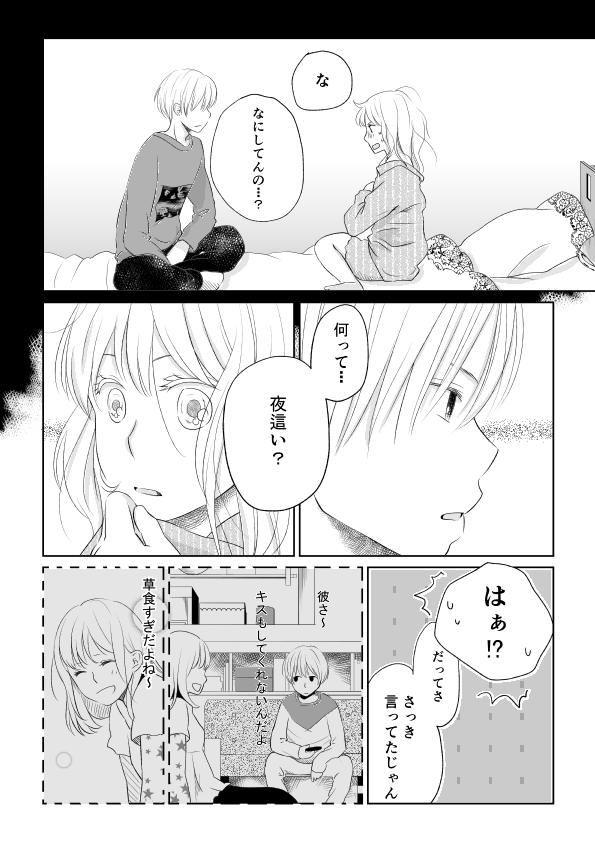 な
なにしてんの…?
何って…
夜這い?
はぁ!?
だってさ
さっき
言ってたじゃん
彼さ~
キスもしてくれないんだよ
草食すぎだよね~